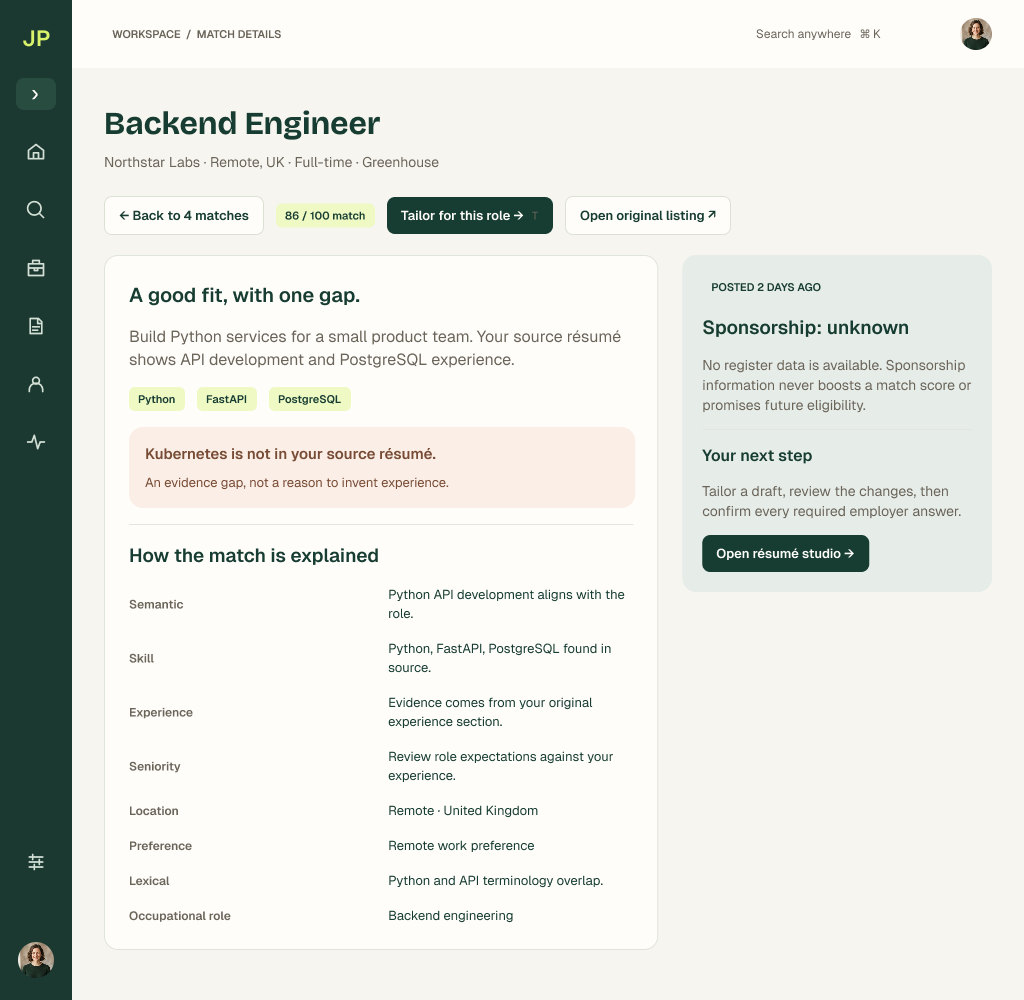 JP
WORKSPACE / MATCH DETAILS
Search anywhere ⌘ K
Backend Engineer
Northstar Labs · Remote, UK · Full-time · Greenhouse
← Back to 4 matches
86 / 100 match
Tailor for this role → T
Open original listing ↗
A good fit, with one gap.
Build Python services for a small product team. Your source résumé
shows API development and PostgreSQL experience.
Python
FastAPI
PostgreSQL
Kubernetes is not in your source résumé.
An evidence gap, not a reason to invent experience.
How the match is explained
Semantic
Python API development aligns with the
role.
Skill
Python, FastAPI, PostgreSQL found in
source.
Experience
Evidence comes from your original
experience section.
Seniority
Review role expectations against your
experience.
Location
Remote · United Kingdom
Preference
Remote work preference
Lexical
Python and API terminology overlap.
Occupational role
Backend engineering
POSTED 2 DAYS AGO
Sponsorship: unknown
No register data is available. Sponsorship
information never boosts a match score or
promises future eligibility.
Your next step
Tailor a draft, review the changes, then
confirm every required employer answer.
Open résumé studio →